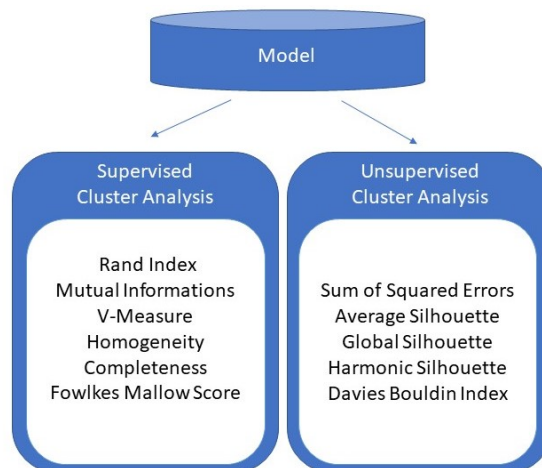 Model
Supervised
Cluster Analysis
Rand Index
Mutual Informations
V-Measure
Homogeneity
Completeness
Fowlkes Mallow Score
Unsupervised
Cluster Analysis
Sum of Squared Errors
Average Silhouette
Global Silhouette
Harmonic Silhouette
Davies Bouldin Index